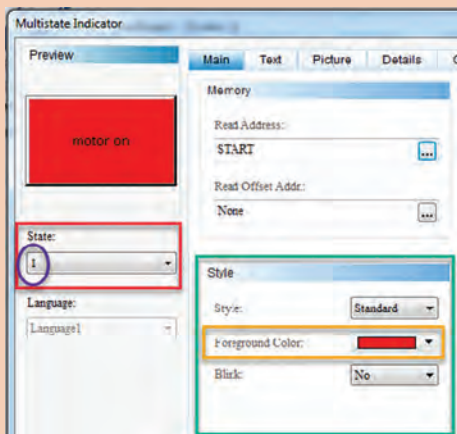 Multistate Indicator
Preview
motor on
State:
1
Language:
Language1
Main Text Picture Details
Memory
Read Address:
START
...
Read Offset Addr.:
None
...
Style
Style:
Standard
Foreground Color:
Blink:
No